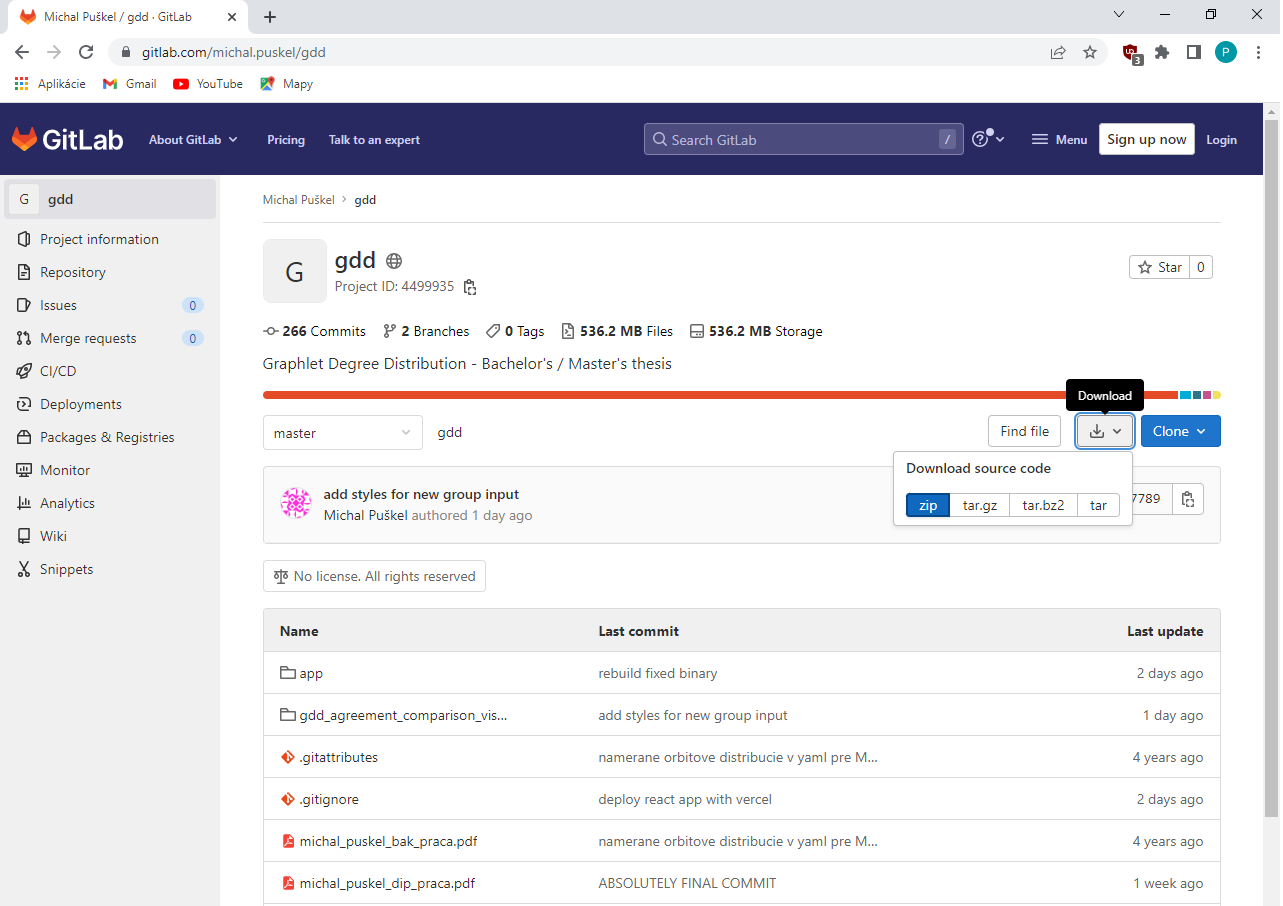 Michal Puškel / gdd · GitLab
gitlab.com/michal.puskel/gdd
3
P
Aplikácie Gmail YouTube Mapy
GitLab About GitLab Pricing Talk to an expert Search GitLab / Menu Sign up now Login
G gdd
Project information
Repository
Issues 0
Merge requests 0
CI/CD
Deployments
Packages & Registries
Monitor
Analytics
Wiki
Snippets
Michal Puškel › gdd
G
gdd
Project ID: 4499935
Star 0
266 Commits 2 Branches 0 Tags 536.2 MB Files 536.2 MB Storage
Graphlet Degree Distribution - Bachelor's / Master's thesis
Download
master gdd Find file Clone
Download source code
zip tar.gz tar.bz2 tar
add styles for new group input
Michal Puškel authored 1 day ago
7789
No license. All rights reserved
Name Last commit Last update
app rebuild fixed binary 2 days ago
gdd_agreement_comparison_vis... add styles for new group input 1 day ago
.gitattributes namerane orbitove distribucie v yaml pre M... 4 years ago
.gitignore deploy react app with vercel 2 days ago
michal_puskel_bak_praca.pdf namerane orbitove distribucie v yaml pre M... 4 years ago
michal_puskel_dip_praca.pdf ABSOLUTELY FINAL COMMIT 1 week ago